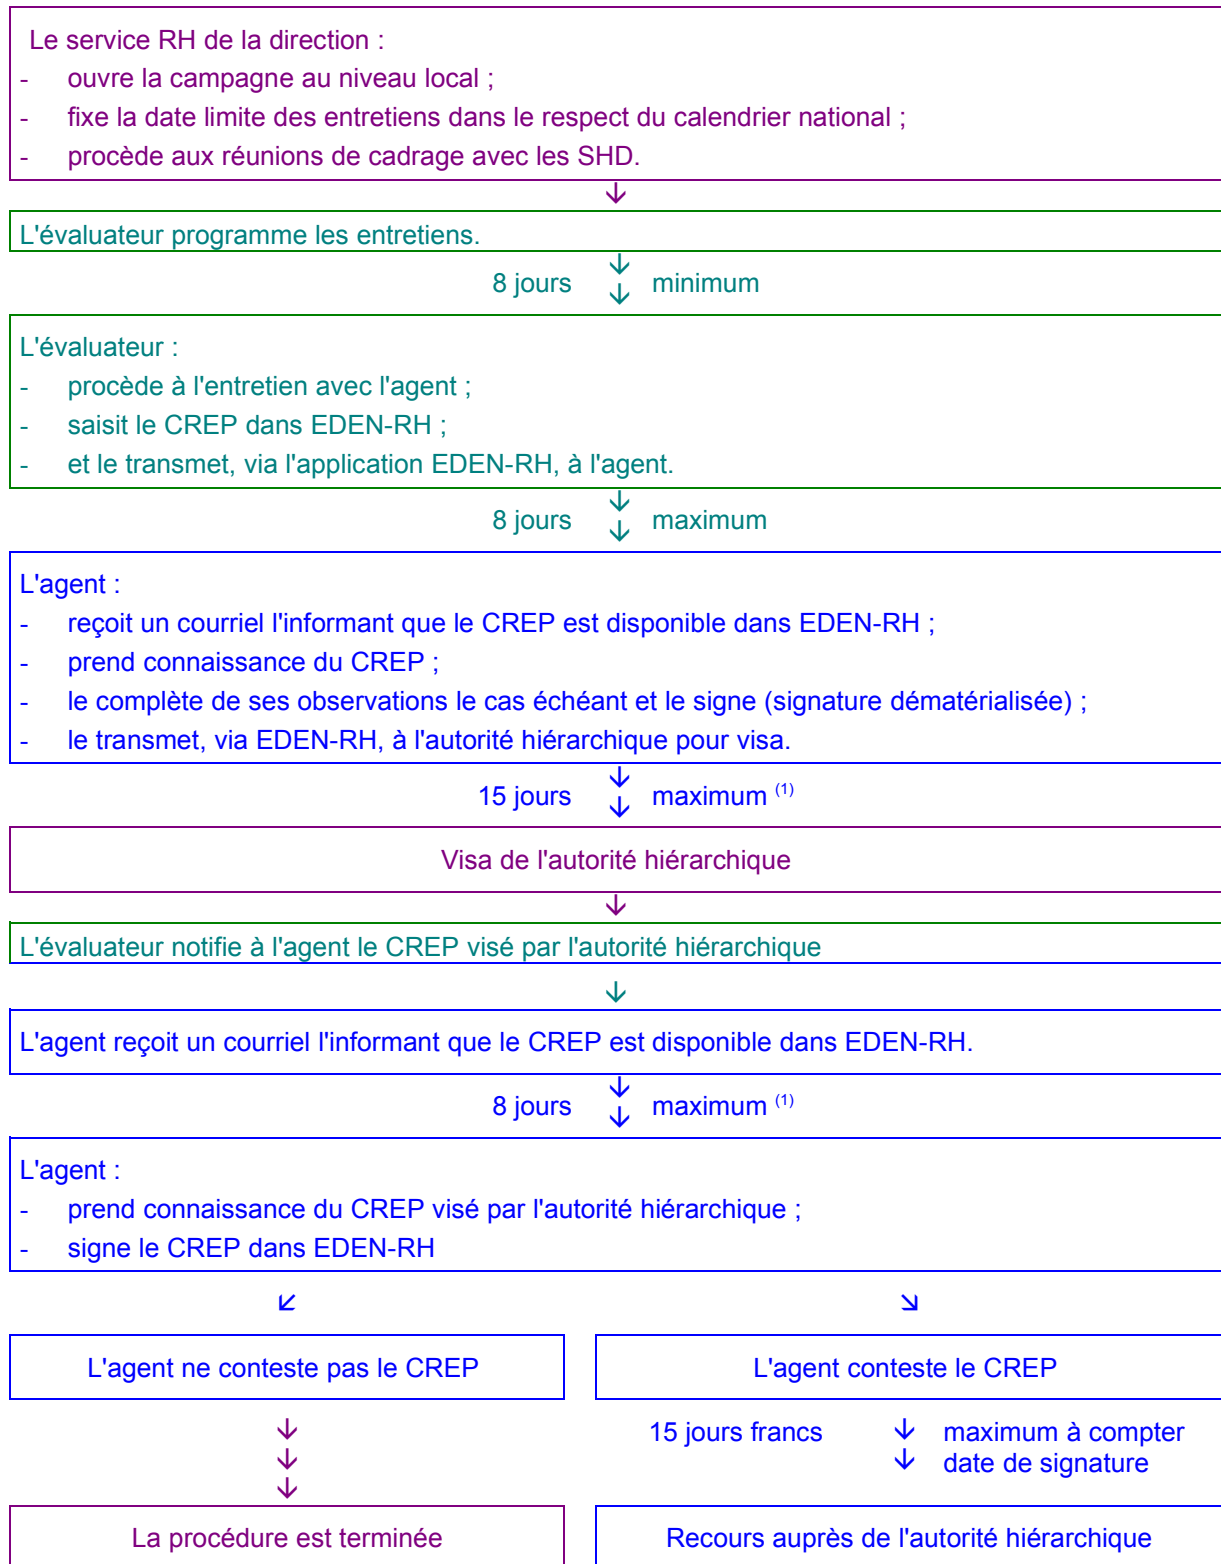 Le service RH de la direction :
- ouvre la campagne au niveau local ;
- fixe la date limite des entretiens dans le respect du calendrier national ;
- procède aux réunions de cadrage avec les SHD.
L'évaluateur programme les entretiens.
8 jours minimum
L'évaluateur :
- procède à l'entretien avec l'agent ;
- saisit le CREP dans EDEN-RH ;
- et le transmet, via l'application EDEN-RH, à l'agent.
8 jours maximum
L'agent :
- reçoit un courriel l'informant que le CREP est disponible dans EDEN-RH ;
- prend connaissance du CREP ;
- le complète de ses observations le cas échéant et le signe (signature dématérialisée) ;
- le transmet, via EDEN-RH, à l'autorité hiérarchique pour visa.
15 jours maximum (1)
Visa de l'autorité hiérarchique
L'évaluateur notifie à l'agent le CREP visé par l'autorité hiérarchique
L'agent reçoit un courriel l'informant que le CREP est disponible dans EDEN-RH.
8 jours maximum (1)
L'agent :
- prend connaissance du CREP visé par l'autorité hiérarchique ;
- signe le CREP dans EDEN-RH
L'agent ne conteste pas le CREP
L'agent conteste le CREP
15 jours francs maximum à compter
date de signature
La procédure est terminée
Recours auprès de l'autorité hiérarchique